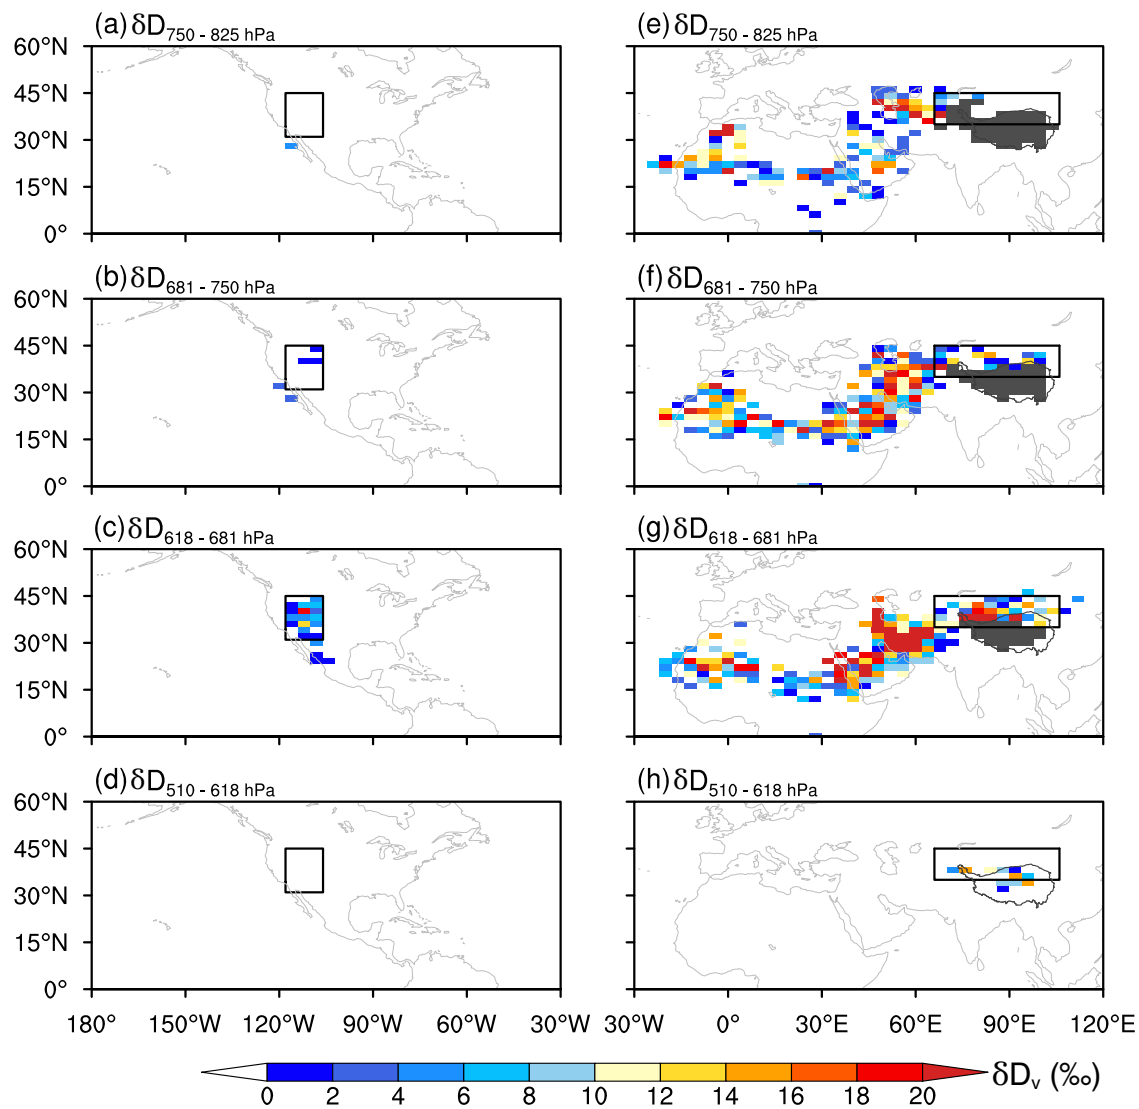 (a) δD750 - 825 hPa
(e) δD750 - 825 hPa
60°N
45°N
30°N
15°N
0°
(b) δD681 - 750 hPa
(f) δD681 - 750 hPa
60°N
45°N
30°N
15°N
0°
(c) δD618 - 681 hPa
(g) δD618 - 681 hPa
60°N
45°N
30°N
15°N
0°
(d) δD510 - 618 hPa
(h) δD510 - 618 hPa
60°N
45°N
30°N
15°N
0°
180° 150°W 120°W 90°W 60°W 30°W
30°W 0° 30°E 60°E 90°E 120°E
0 2 4 6 8 10 12 14 16 18 20
δDv (‰)